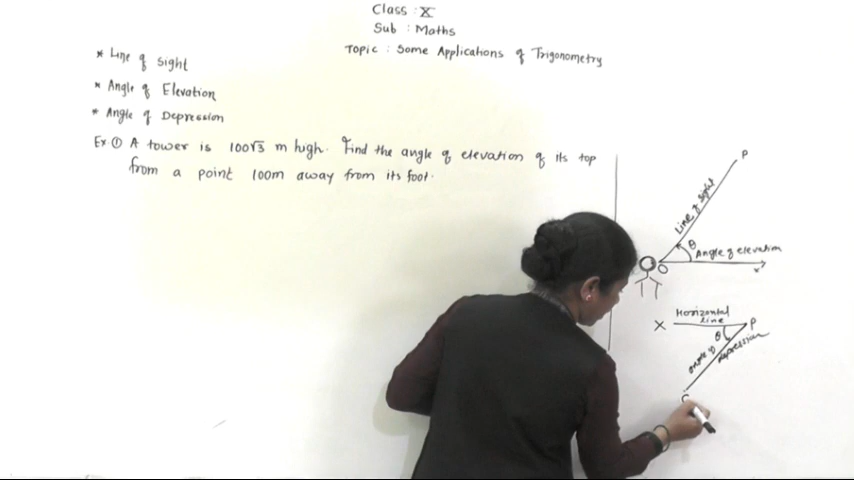 Class : X
Sub : Maths
Topic : Some Applications of Trigonometry
* Line of Sight
* Angle of Elevation
* Angle of Depression
Ex. ① A tower is 100√3 m high. Find the angle of elevation of its top
from a point 100m away from its foot.
P
Line of sight
θ
Angle of elevation
O
X
Horizontal
line
X
P
θ
angle of
depression